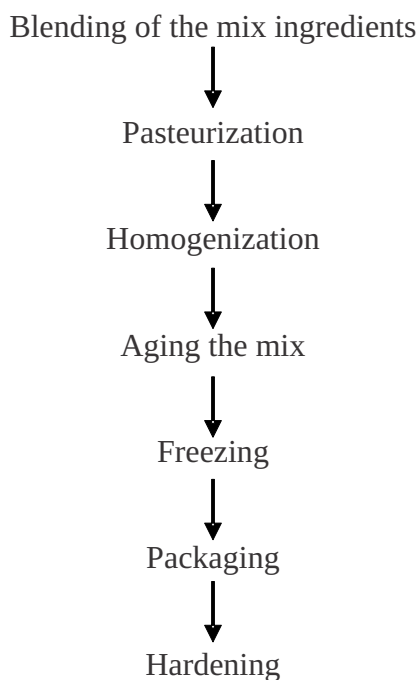 Blending of the mix ingredients
Pasteurization
Homogenization
Aging the mix
Freezing
Packaging
Hardening